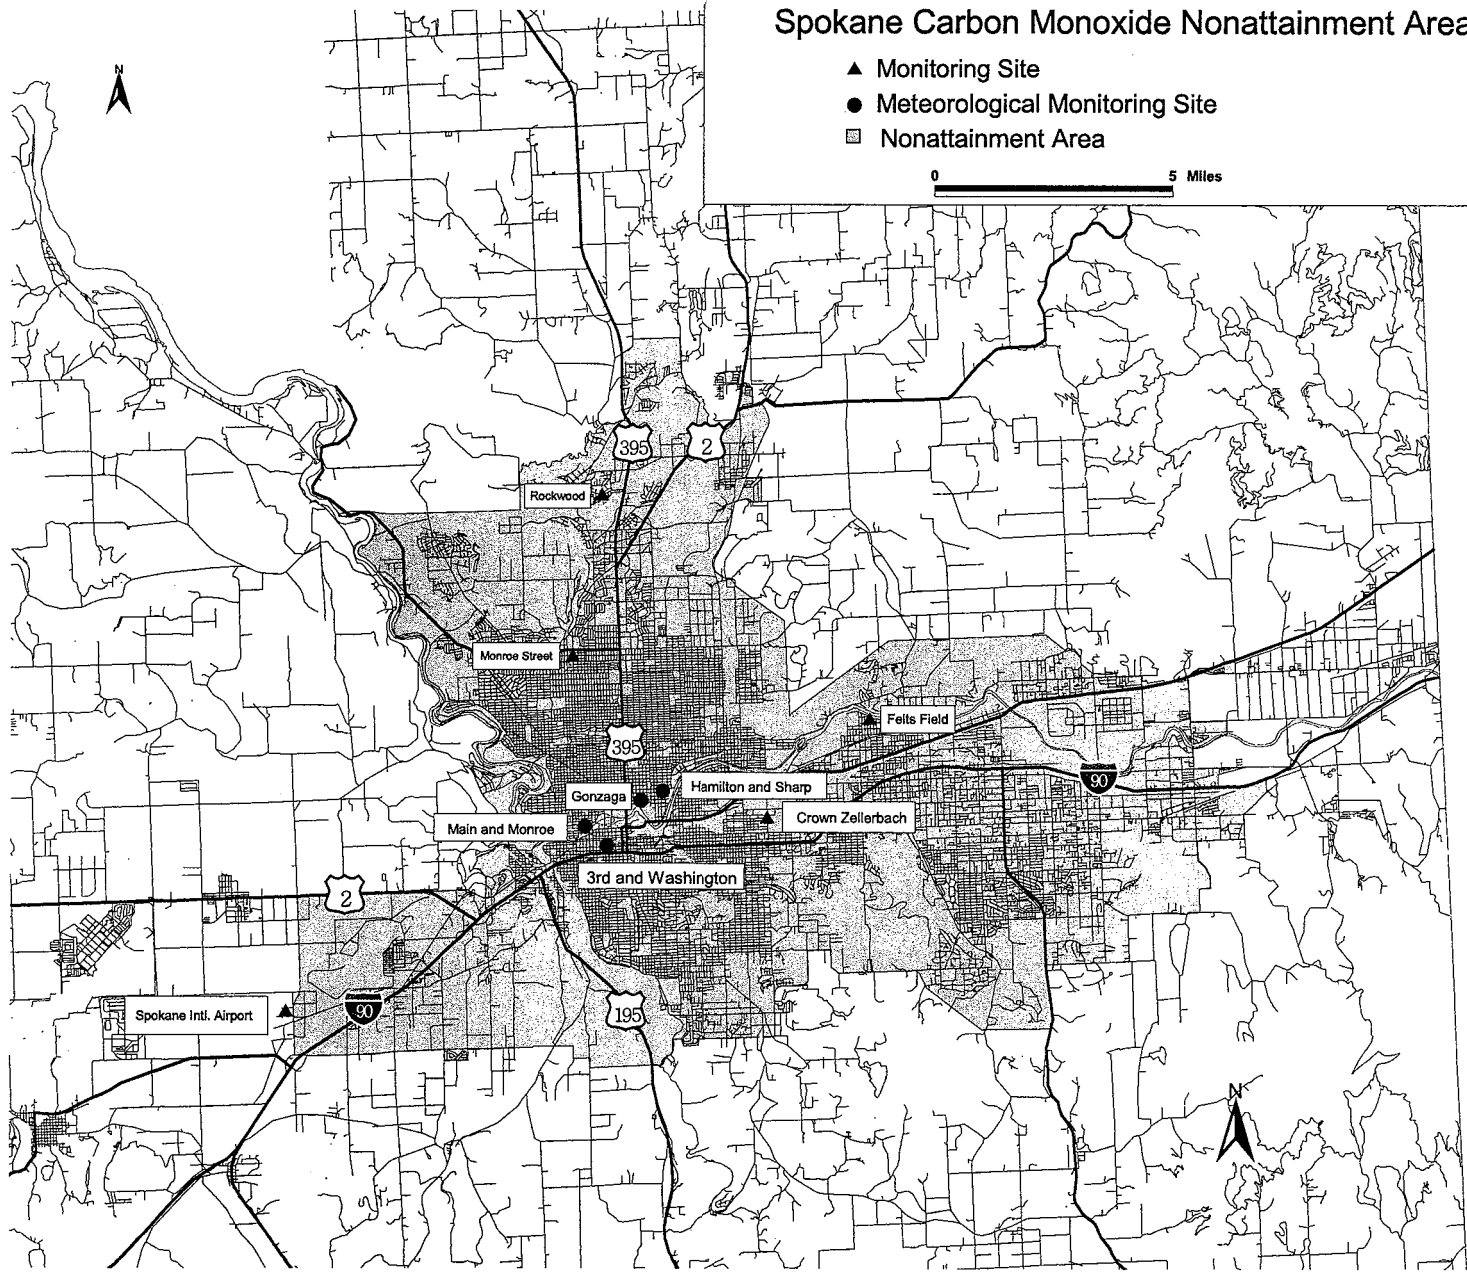 Spokane Carbon Monoxide Nonattainment Area
N
Monitoring Site
Meteorological Monitoring Site
Nonattainment Area
0 5 Miles
395
2
Rockwood
Monroe Street
Felts Field
395
90
Hamilton and Sharp
Gonzaga
Crown Zellerbach
Main and Monroe
3rd and Washington
2
Spokane Intl. Airport
90
195
N